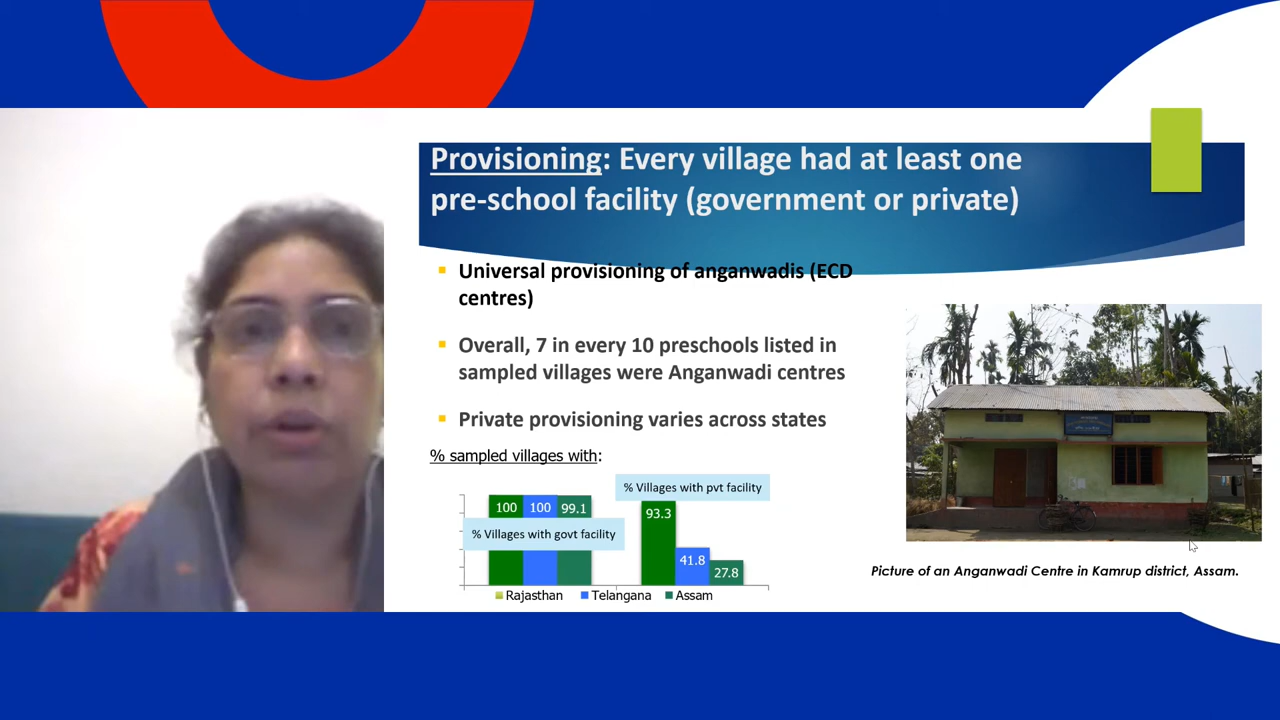 Provisioning: Every village had at least one
pre-school facility (government or private)
Universal provisioning of anganwadis (ECD
centres)
Overall, 7 in every 10 preschools listed in
sampled villages were Anganwadi centres
Private provisioning varies across states
% sampled villages with:
% Villages with pvt facility
100 100 99.1
% Villages with govt facility
93.3
41.8
27.8
Rajasthan Telangana Assam
Picture of an Anganwadi Centre in Kamrup district, Assam.